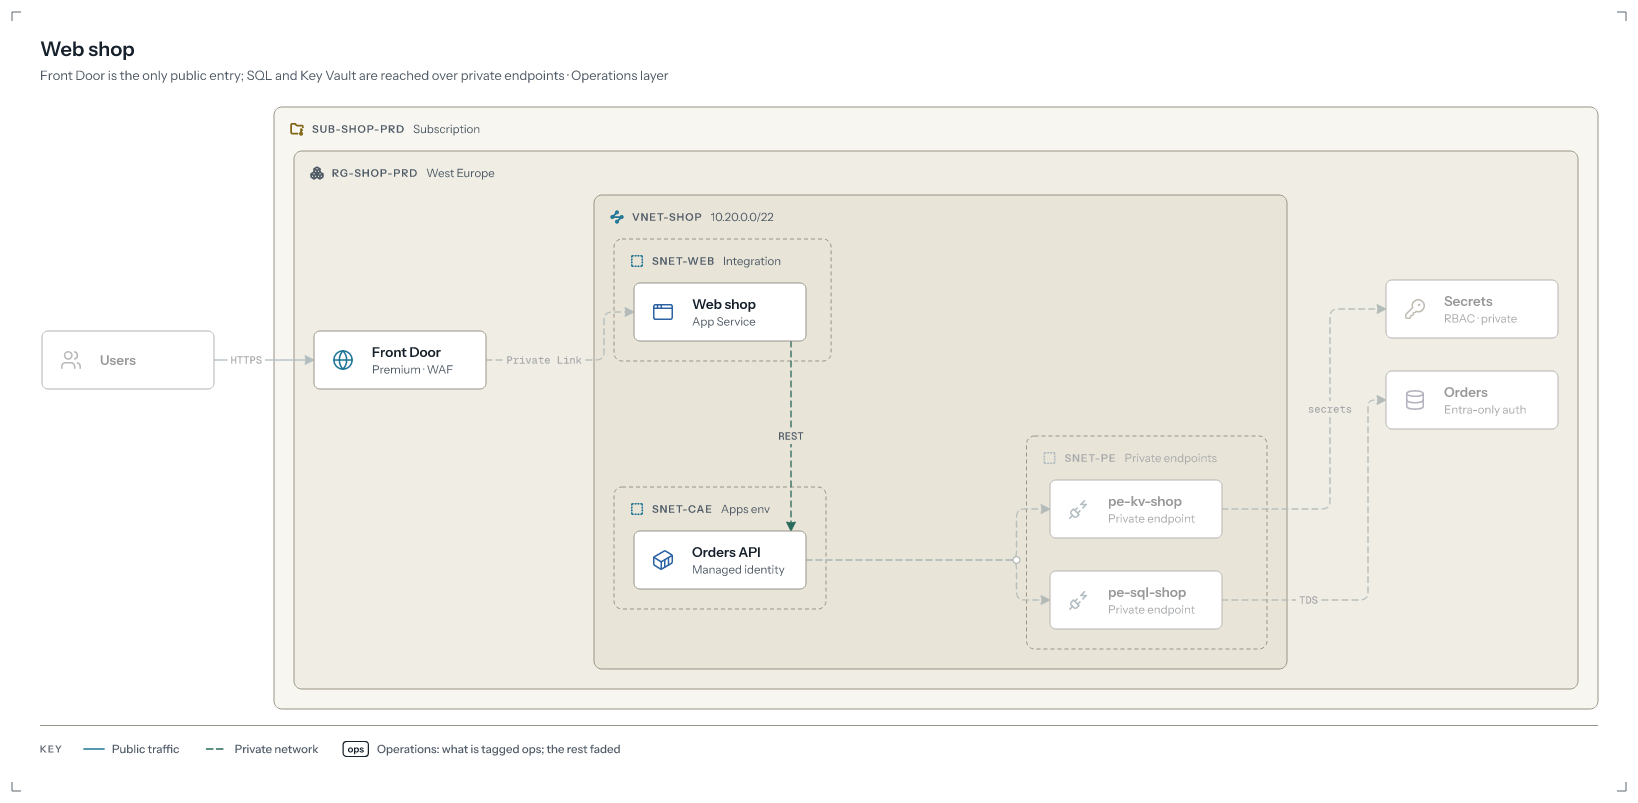 Web shop
Front Door is the only public entry; SQL and Key Vault are reached over private endpoints · Operations layer
SUB-SHOP-PRD Subscription
RG-SHOP-PRD West Europe
VNET-SHOP 10.20.0.0/22
SNET-WEB Integration
Web shop
App Service
Secrets
RBAC · private
Users
HTTPS
Front Door
Premium · WAF
Private Link
Orders
Entra-only auth
secrets
REST
SNET-PE Private endpoints
pe-kv-shop
Private endpoint
SNET-CAE Apps env
Orders API
Managed identity
pe-sql-shop
Private endpoint
TDS
KEY Public traffic Private network ops Operations: what is tagged ops; the rest faded